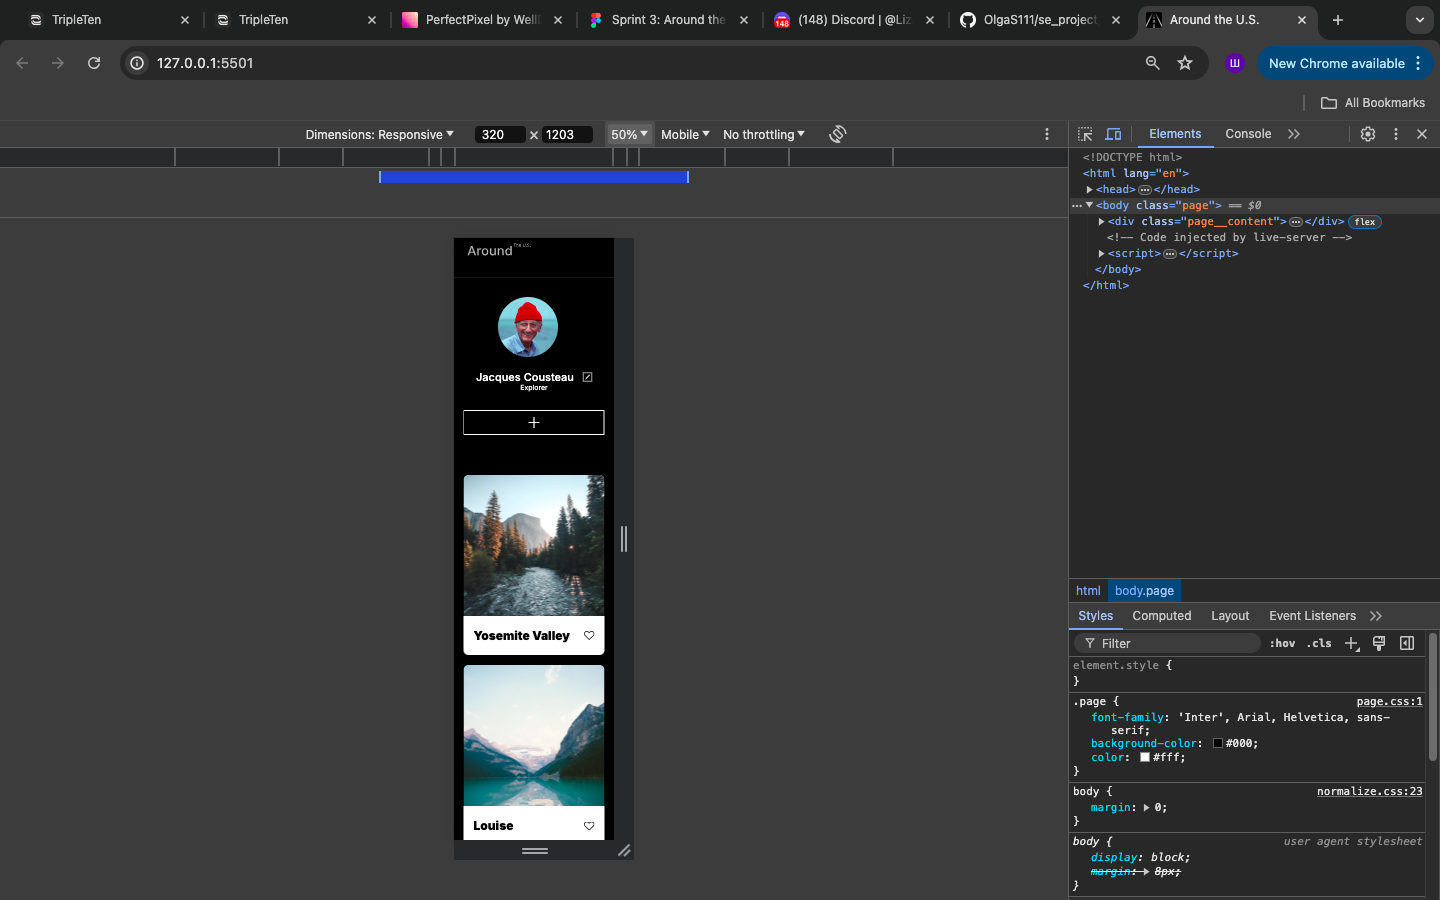 TripleTen
TripleTen
PerfectPixel by Well
Sprint 3: Around the
(148) Discord | @Liz
OlgaS111/se_project
Around the U.S.
127.0.0.1:5501
Ш
New Chrome available
All Bookmarks
Dimensions: Responsive
320
×
1203
50%
Mobile
No throttling
Elements
Console
<!DOCTYPE html>
<html lang="en">
<head> … </head>
… <body class="page"> == $0
<div class="page__content"> … </div> flex
<!-- Code injected by live-server -->
<script> … </script>
</body>
</html>
Around The U.S.
Jacques Cousteau
Explorer
Yosemite Valley
Louise
html
body.page
Styles
Computed
Layout
Event Listeners
Filter
:hov
.cls
element.style {
}
.page {
page.css:1
font-family: 'Inter', Arial, Helvetica, sans-
serif;
background-color: #000;
color: #fff;
}
body {
normalize.css:23
margin: 0;
}
body {
user agent stylesheet
display: block;
margin: 8px;
}